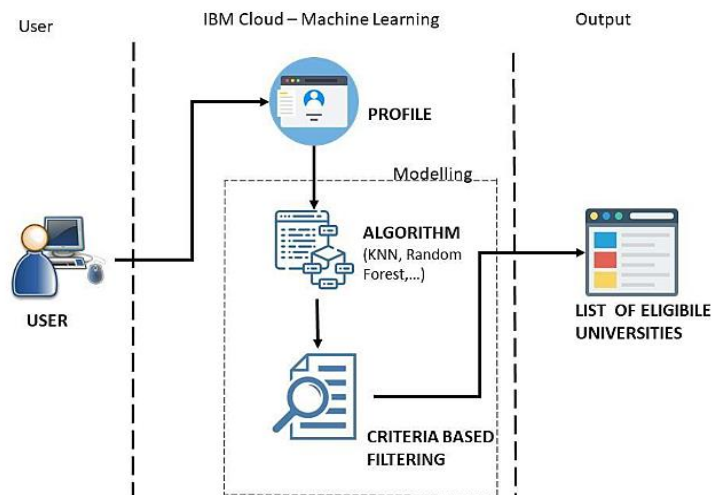 User
IBM Cloud – Machine Learning
Output
PROFILE
Modelling
ALGORITHM
(KNN, Random
Forest,...)
USER
LIST OF ELIGIBILE
UNIVERSITIES
CRITERIA BASED
FILTERING